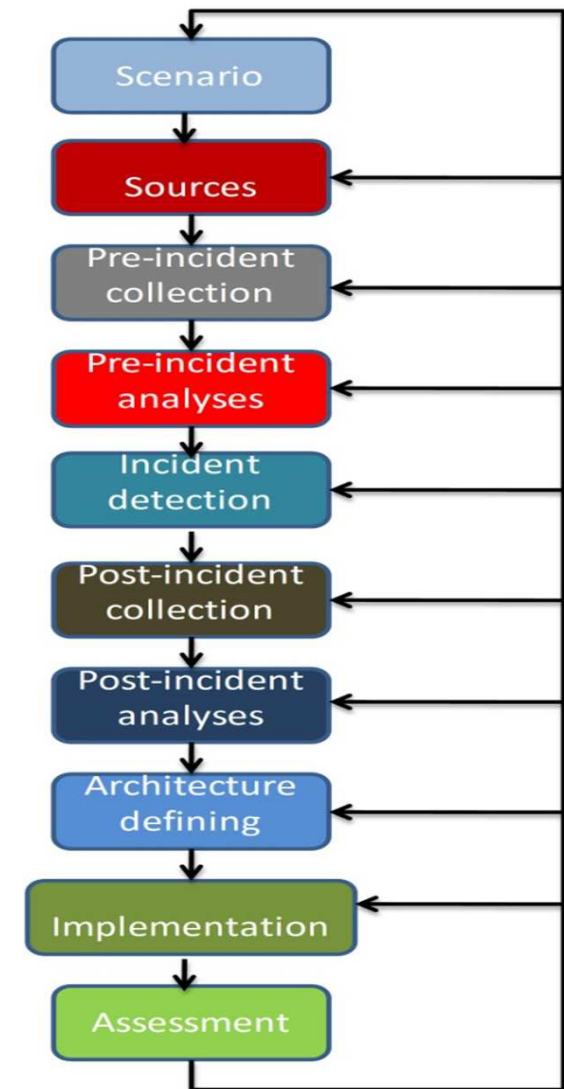 Scenario
Sources
Pre-incident
collection
Pre-incident
analyses
Incident
detection
Post-incident
collection
Post-incident
analyses
Architecture
defining
Implementation
Assessment